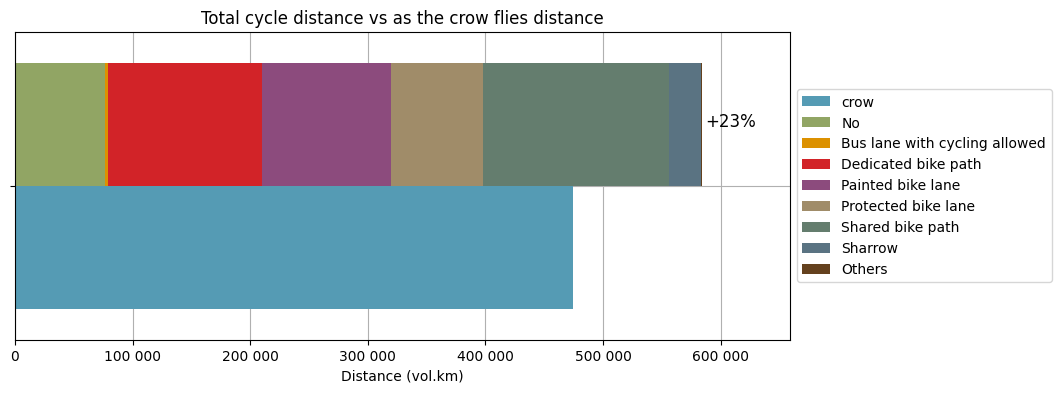 Total cycle distance vs as the crow flies distance
+23%
crow
No
Bus lane with cycling allowed
Dedicated bike path
Painted bike lane
Protected bike lane
Shared bike path
Sharrow
Others
0 100 000 200 000 300 000 400 000 500 000 600 000
Distance (vol.km)